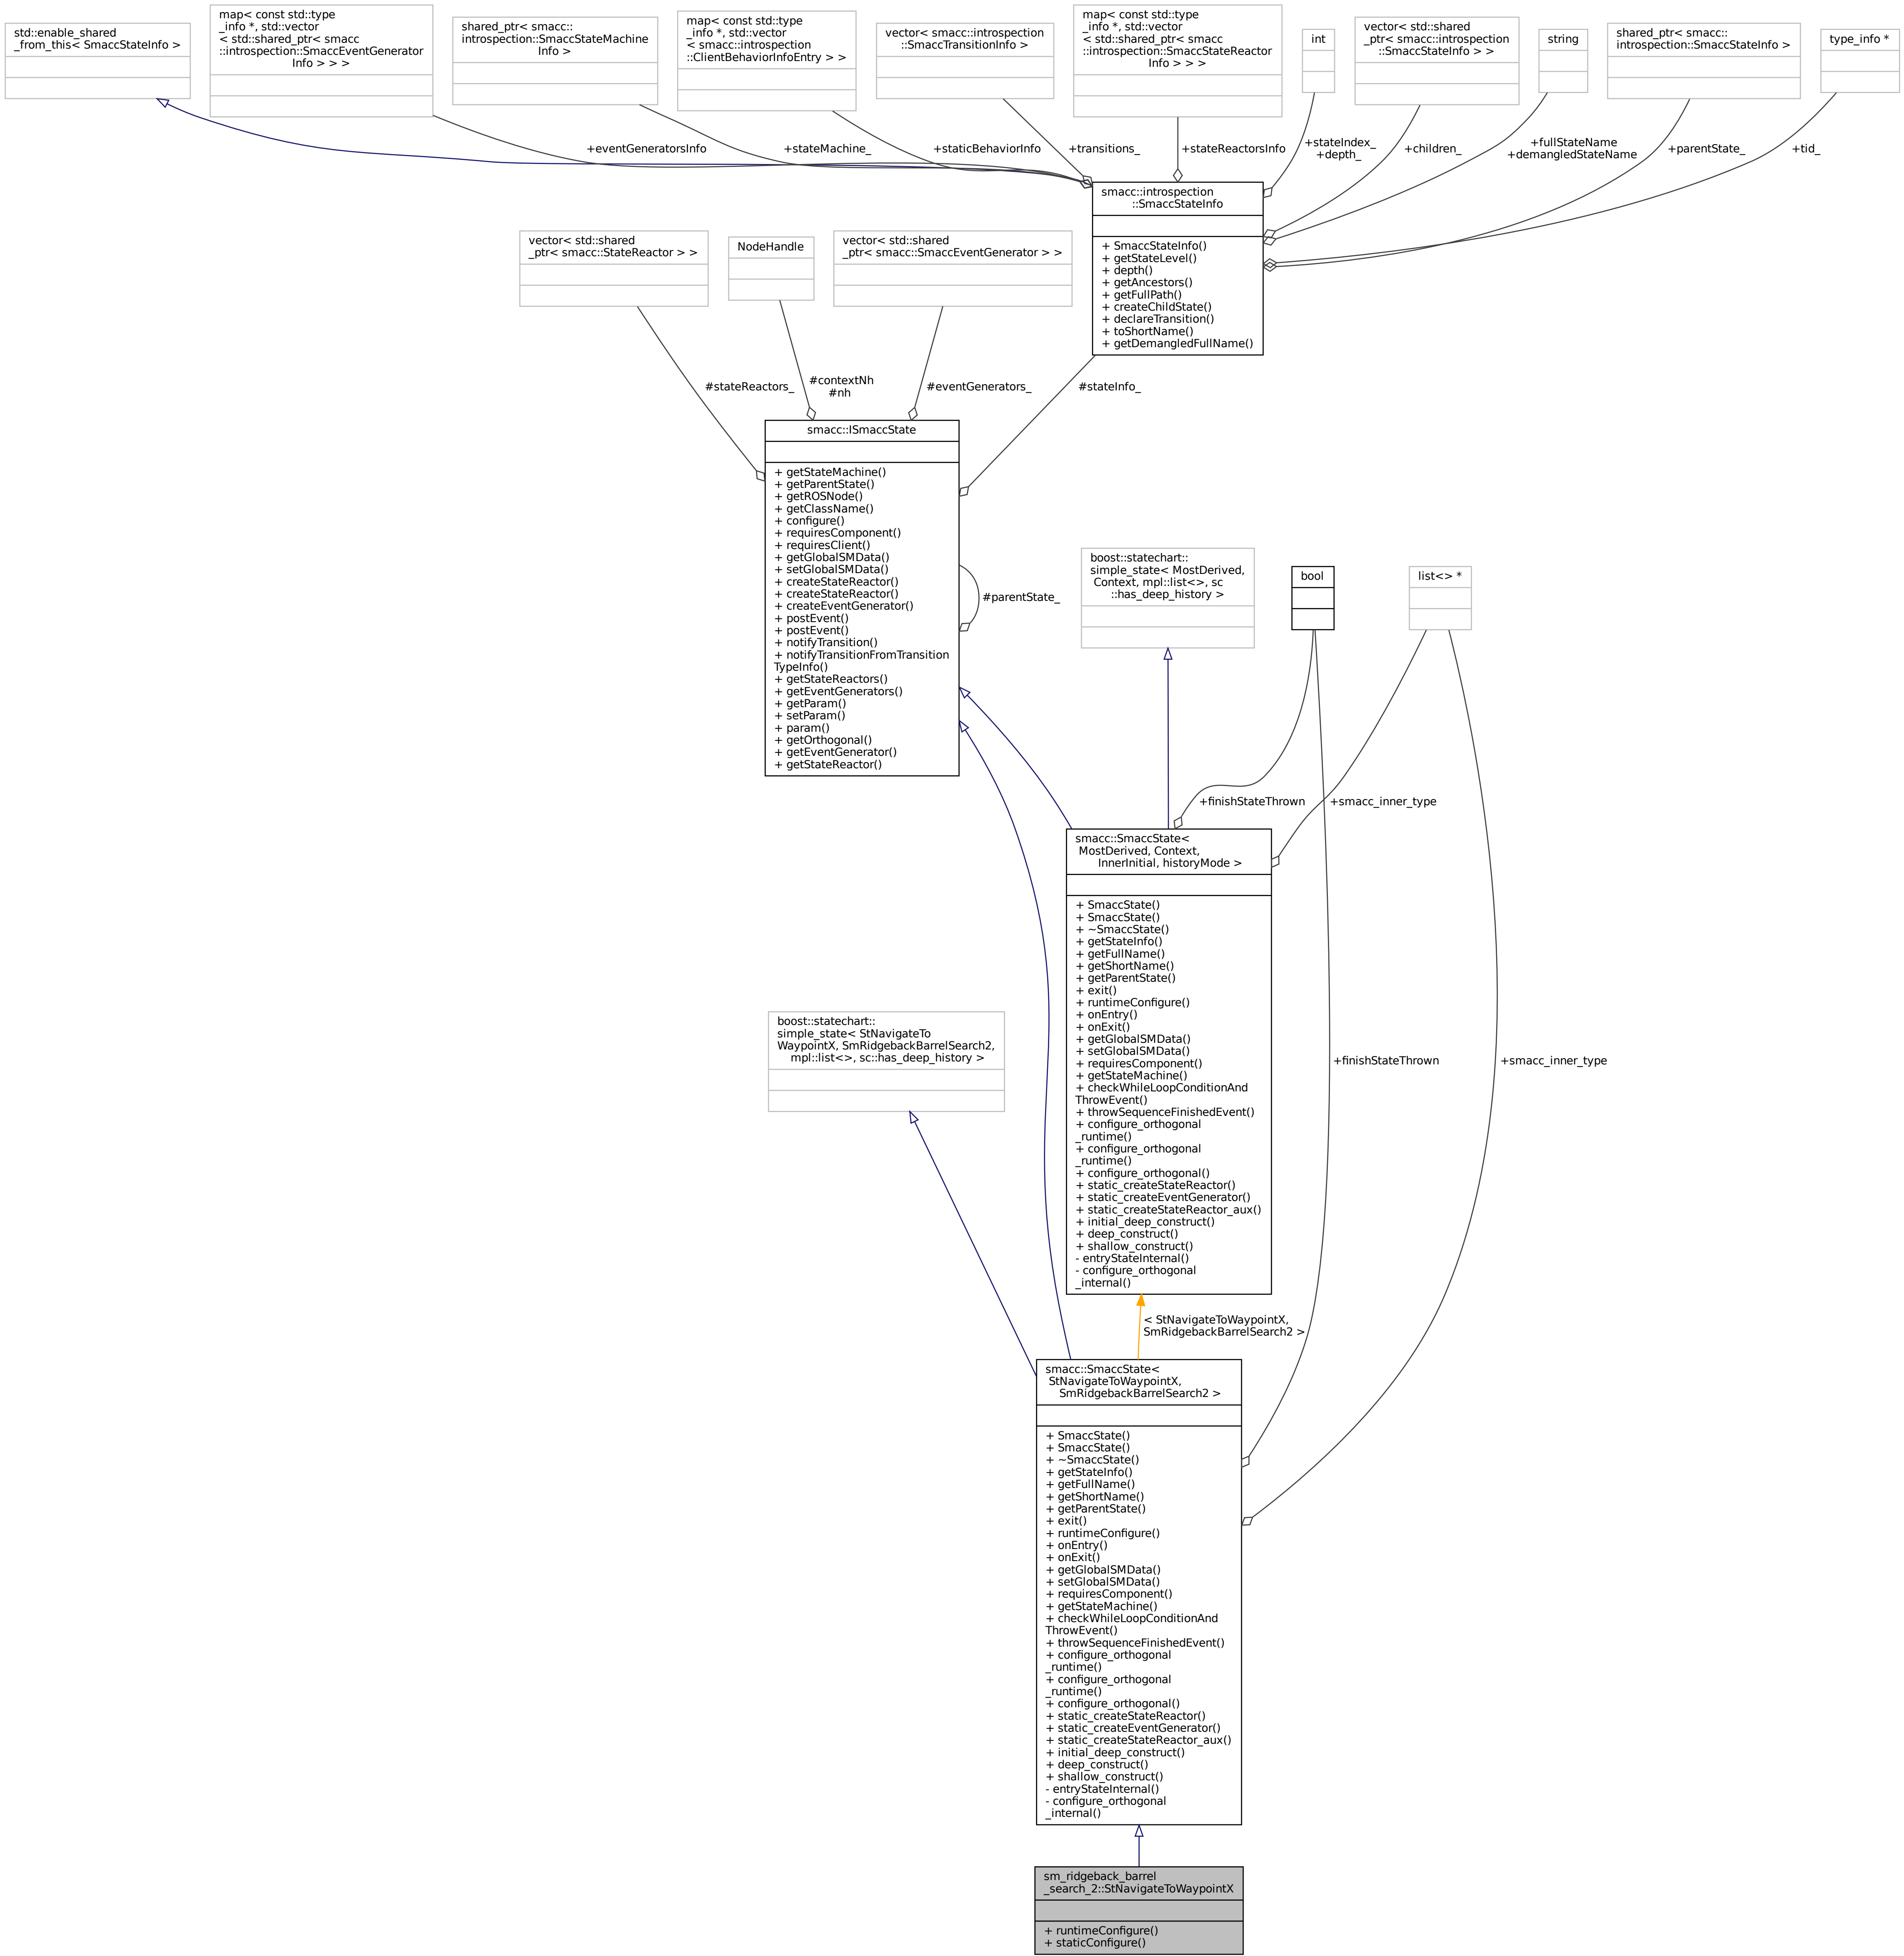 std::enable_shared
_from_this< SmaccStateInfo >
map< const std::type
_info *, std::vector
< std::shared_ptr< smacc
::introspection::SmaccEventGenerator
Info > > >
shared_ptr< smacc::
introspection::SmaccStateMachine
Info >
map< const std::type
_info *, std::vector
< smacc::introspection
::ClientBehaviorInfoEntry > >
vector< smacc::introspection
::SmaccTransitionInfo >
map< const std::type
_info *, std::vector
< std::shared_ptr< smacc
::introspection::SmaccStateReactor
Info > > >
int
vector< std::shared
_ptr< smacc::introspection
::SmaccStateInfo > >
string
shared_ptr< smacc::
introspection::SmaccStateInfo >
type_info *
+eventGeneratorsInfo
+stateMachine_
+staticBehaviorInfo
+transitions_
+stateReactorsInfo
+stateIndex_
+depth_
+children_
+fullStateName
+demangledStateName
+parentState_
+tid_
smacc::introspection
::SmaccStateInfo
+ SmaccStateInfo()
+ getStateLevel()
+ depth()
+ getAncestors()
+ getFullPath()
+ createChildState()
+ declareTransition()
+ toShortName()
+ getDemangledFullName()
vector< std::shared
_ptr< smacc::StateReactor > >
NodeHandle
vector< std::shared
_ptr< smacc::SmaccEventGenerator > >
#stateReactors_
#contextNh
#nh
#eventGenerators_
#stateInfo_
smacc::ISmaccState
+ getStateMachine()
+ getParentState()
+ getROSNode()
+ getClassName()
+ configure()
+ requiresComponent()
+ requiresClient()
+ getGlobalSMData()
+ setGlobalSMData()
+ createStateReactor()
+ createStateReactor()
+ createEventGenerator()
+ postEvent()
+ postEvent()
+ notifyTransition()
+ notifyTransitionFromTransition
TypeInfo()
+ getStateReactors()
+ getEventGenerators()
+ getParam()
+ setParam()
+ param()
+ getOrthogonal()
+ getEventGenerator()
+ getStateReactor()
#parentState_
boost::statechart::
simple_state< MostDerived,
Context, mpl::list<>, sc
::has_deep_history >
bool
list<> *
+finishStateThrown
+smacc_inner_type
smacc::SmaccState<
MostDerived, Context,
InnerInitial, historyMode >
+ SmaccState()
+ SmaccState()
+ ~SmaccState()
+ getStateInfo()
+ getFullName()
+ getShortName()
+ getParentState()
+ exit()
+ runtimeConfigure()
+ onEntry()
+ onExit()
+ getGlobalSMData()
+ setGlobalSMData()
+ requiresComponent()
+ getStateMachine()
+ checkWhileLoopConditionAnd
ThrowEvent()
+ throwSequenceFinishedEvent()
+ configure_orthogonal
_runtime()
+ configure_orthogonal
_runtime()
+ configure_orthogonal()
+ static_createStateReactor()
+ static_createEventGenerator()
+ static_createStateReactor_aux()
+ initial_deep_construct()
+ deep_construct()
+ shallow_construct()
- entryStateInternal()
- configure_orthogonal
_internal()
boost::statechart::
simple_state< StNavigateTo
WaypointX, SmRidgebackBarrelSearch2,
mpl::list<>, sc::has_deep_history >
+finishStateThrown
+smacc_inner_type
< StNavigateToWaypointX,
SmRidgebackBarrelSearch2 >
smacc::SmaccState<
StNavigateToWaypointX,
SmRidgebackBarrelSearch2 >
+ SmaccState()
+ SmaccState()
+ ~SmaccState()
+ getStateInfo()
+ getFullName()
+ getShortName()
+ getParentState()
+ exit()
+ runtimeConfigure()
+ onEntry()
+ onExit()
+ getGlobalSMData()
+ setGlobalSMData()
+ requiresComponent()
+ getStateMachine()
+ checkWhileLoopConditionAnd
ThrowEvent()
+ throwSequenceFinishedEvent()
+ configure_orthogonal
_runtime()
+ configure_orthogonal
_runtime()
+ configure_orthogonal()
+ static_createStateReactor()
+ static_createEventGenerator()
+ static_createStateReactor_aux()
+ initial_deep_construct()
+ deep_construct()
+ shallow_construct()
- entryStateInternal()
- configure_orthogonal
_internal()
sm_ridgeback_barrel
_search_2::StNavigateToWaypointX
+ runtimeConfigure()
+ staticConfigure()